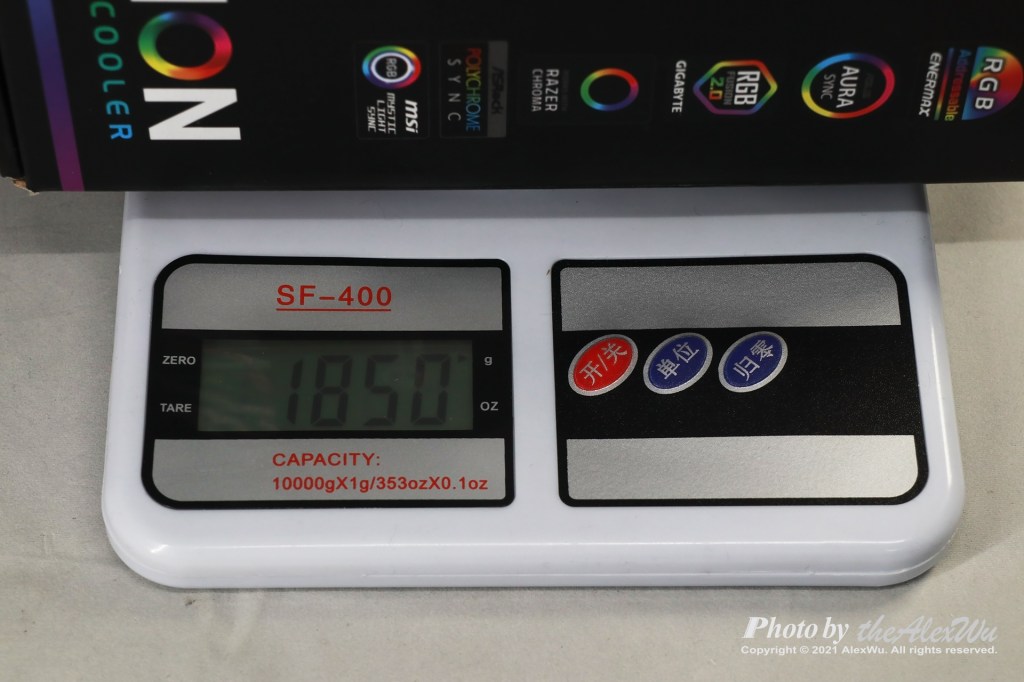 ION
COOLER
RGB
msi
MYSTIC
LIGHT
SYNC
ASRock
POLYCHROME
SYNC
RAZER
CHROMA
GIGABYTE
RGB
FUSION
2.0
AURA
SYNC
RGB
Addressable
ENERMAX
SF-400
ZERO
1850
g
TARE
OZ
CAPACITY:
10000gX1g/353ozX0.1oz
开/关
单位
归零
Photo by theAlexWu
Copyright © 2021 AlexWu. All rights reserved.